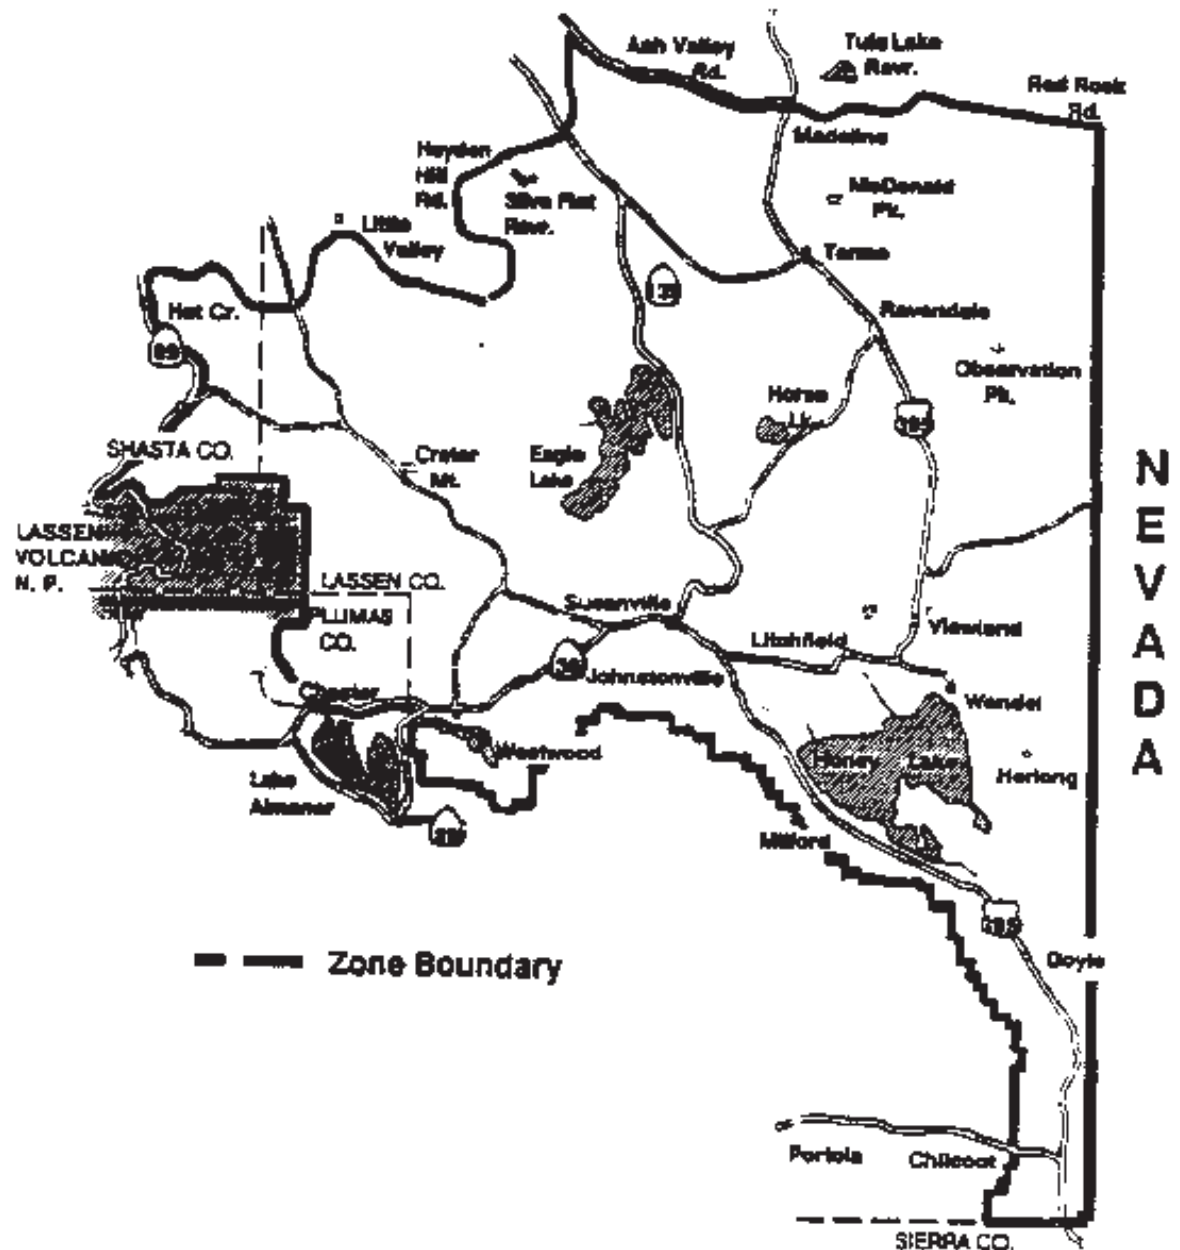 Ash Valley
Rd.
Tule Lake
Resr.
Red Rock
Rd.
Madeline
Hayden
Hill
Rd.
Silva Flat
Resr.
McDonald
Pk.
Little
Valley
Termo
139
Hat Cr.
Ravendale
89
Observation
Pk.
Horse
Lk.
395
SHASTA CO.
Crater
Mt.
Eagle
Lake
NEVADA
LASSEN
VOLCANIC
N. P.
LASSEN CO.
PLUMAS
CO.
Susanville
Litchfield
Viewland
36
Johnstonville
Chester
Wendel
Westwood
Honey Lake
Herlong
Lake
Almanor
Milford
395
Zone Boundary
Doyle
Portola
Chilcoot
SIERRA CO.